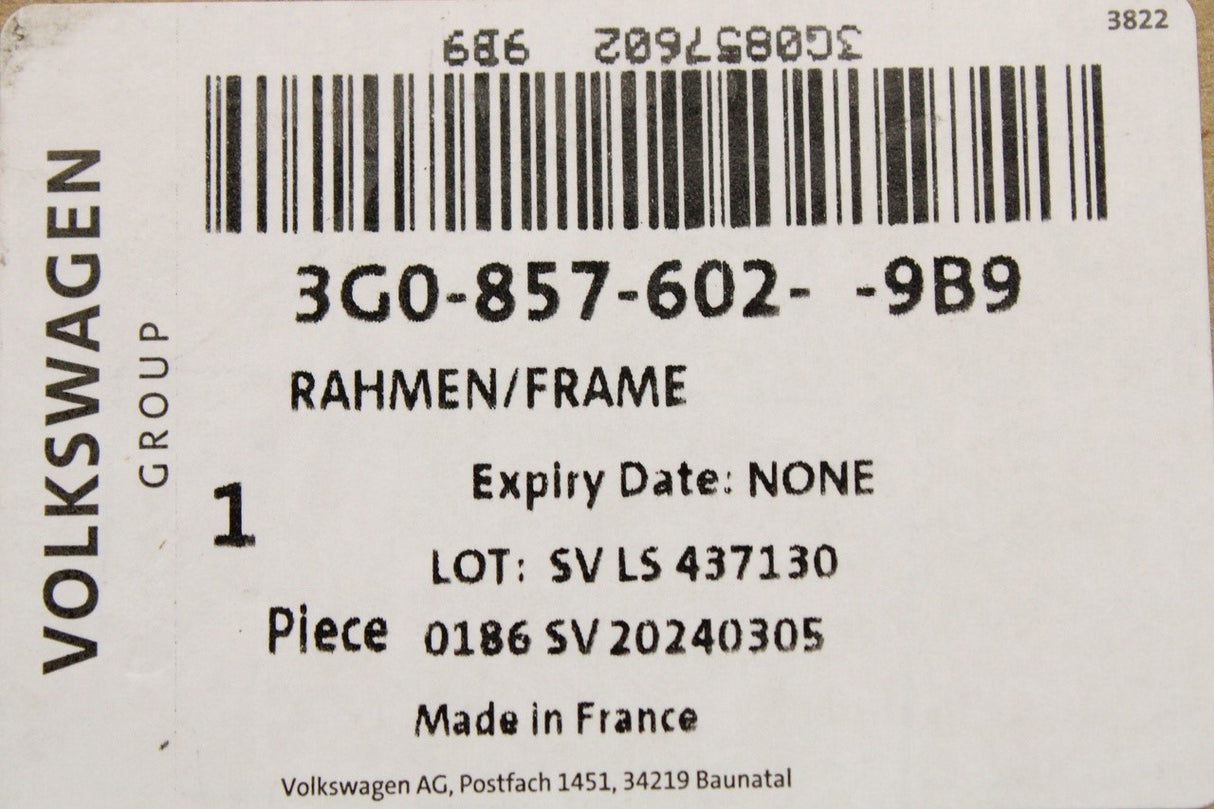 3822
3G0857602 9B9
3G0-857-602- -9B9
RAHMEN/FRAME
Expiry Date: NONE
1
LOT: SV LS 437130
Piece 0186 SV 20240305
Made in France
Volkswagen AG, Postfach 1451, 34219 Baunatal
VOLKSWAGEN
GROUP